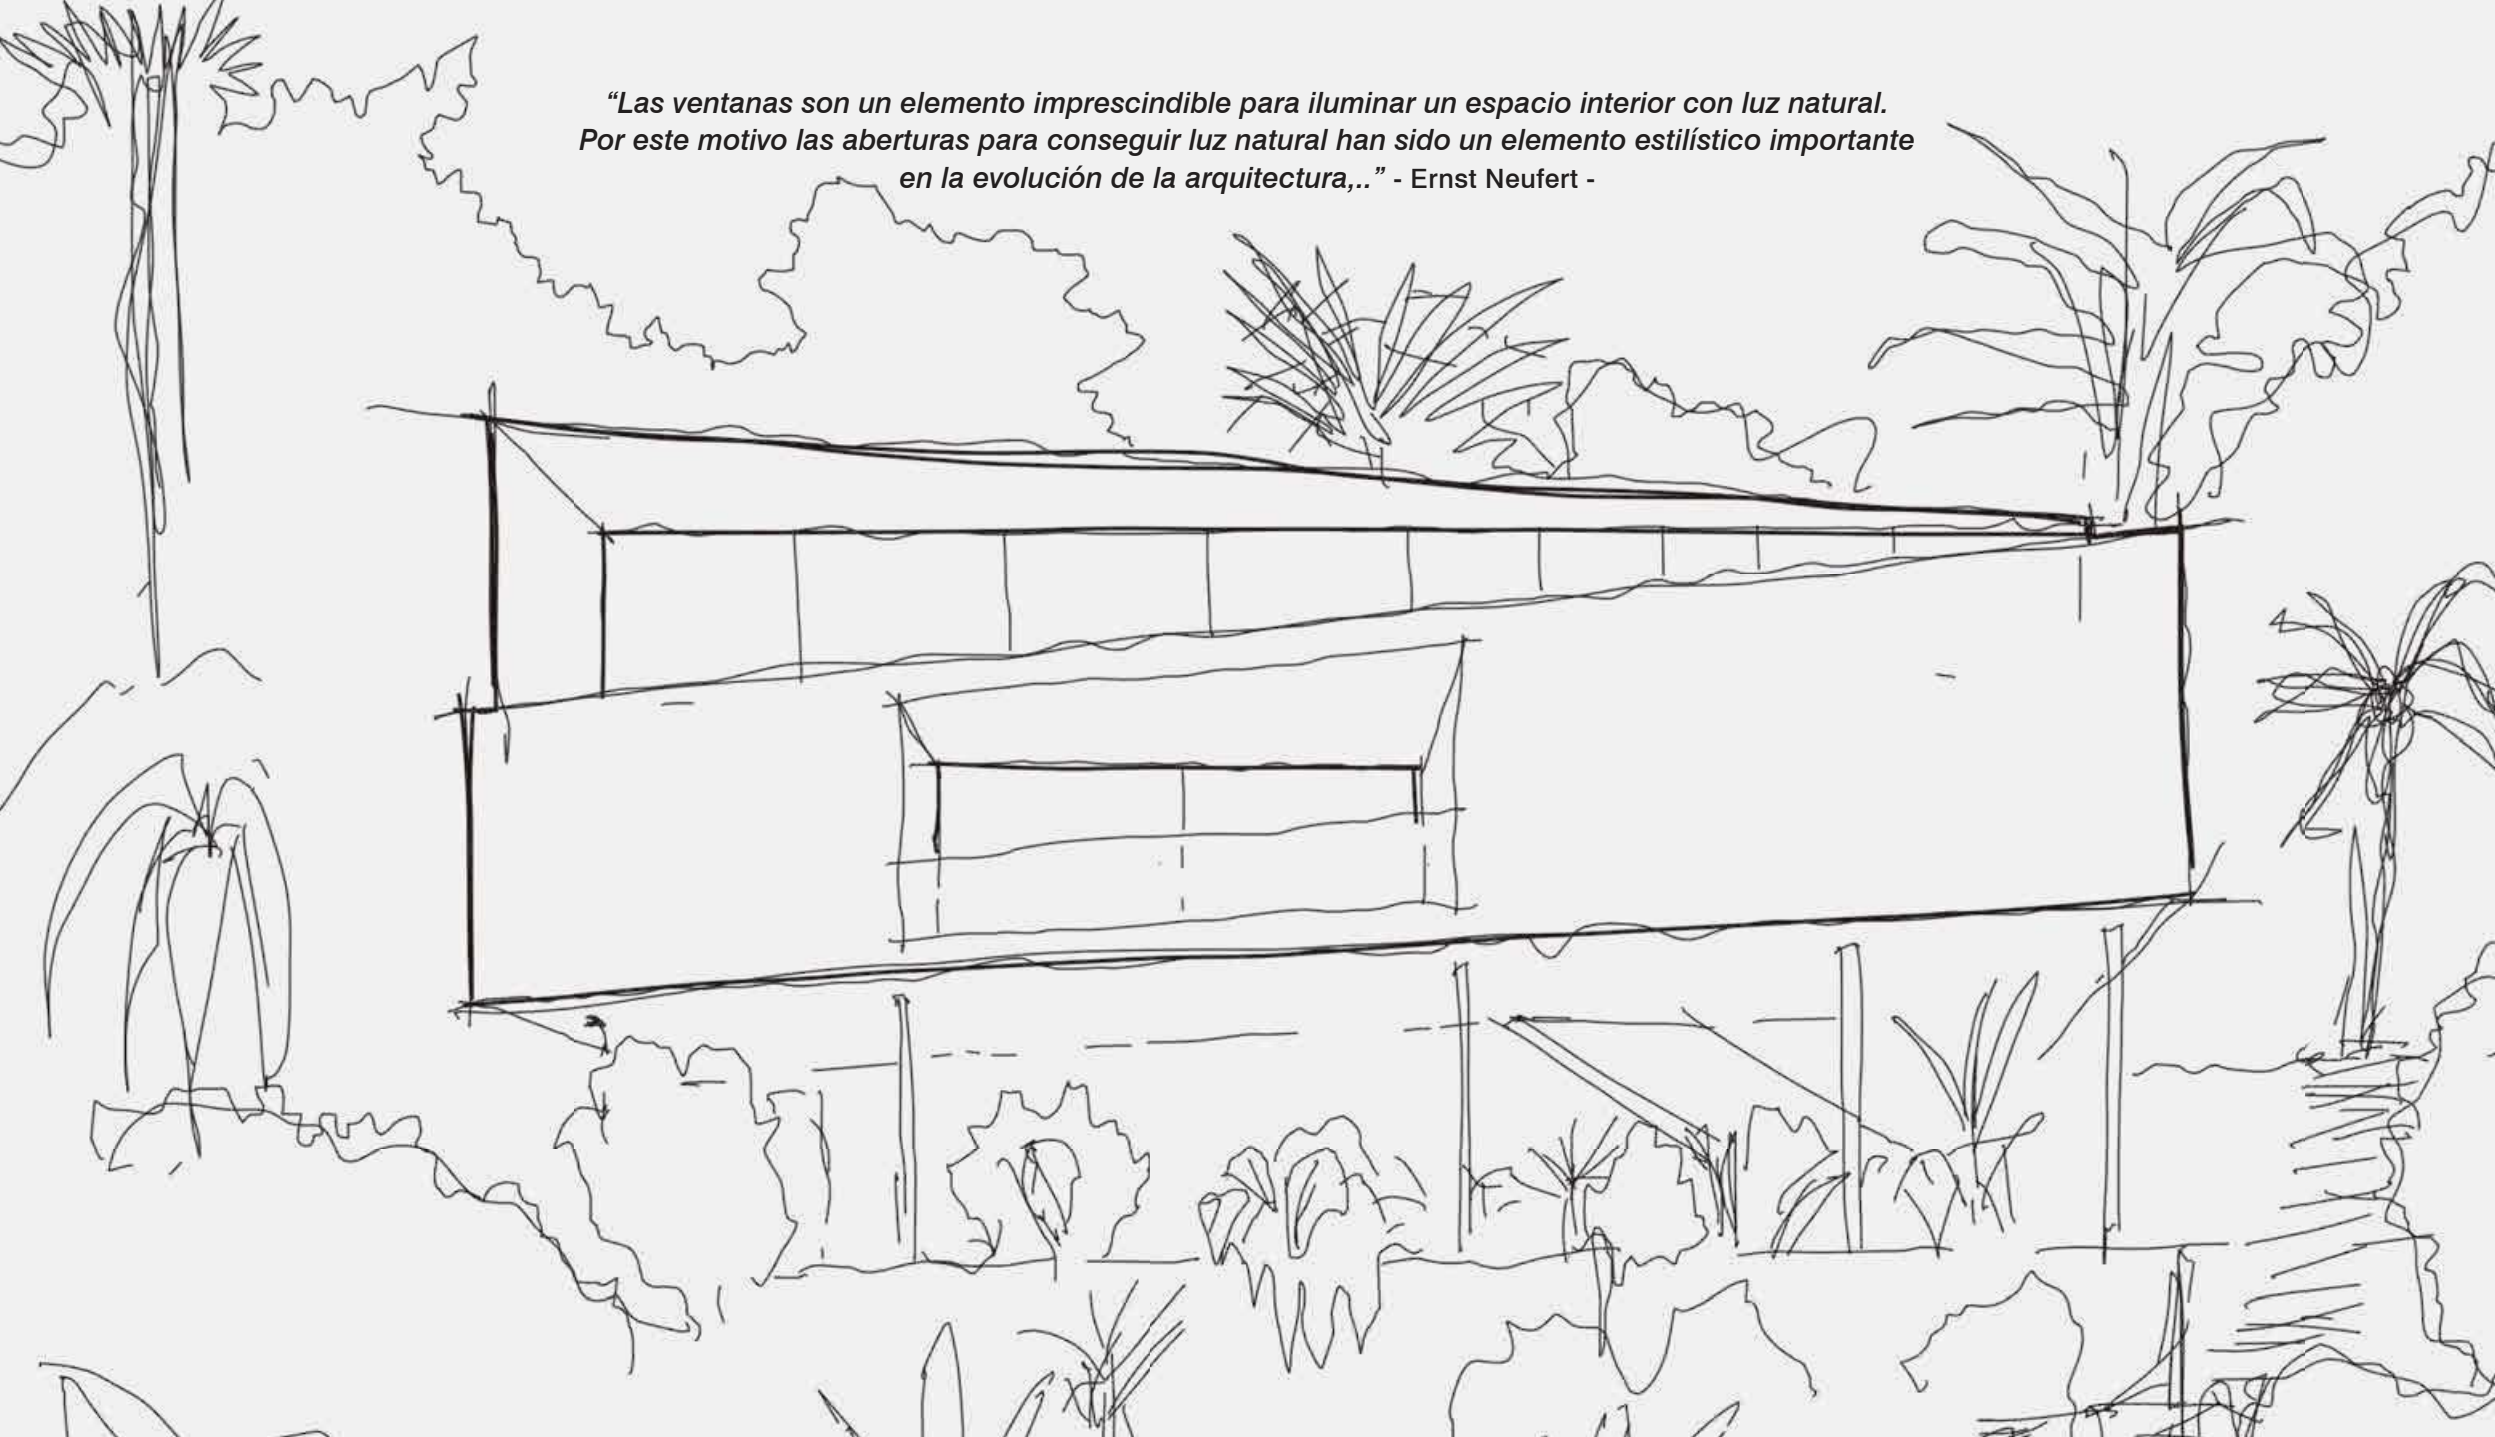 “Las ventanas son un elemento imprescindible para iluminar un espacio interior con luz natural.
Por este motivo las aberturas para conseguir luz natural han sido un elemento estilístico importante
en la evolución de la arquitectura,..” - Ernst Neufert -